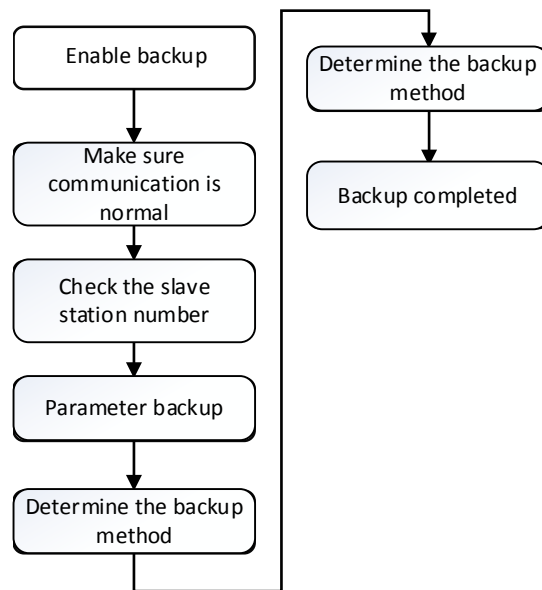 Enable backup
Make sure
communication is
normal
Check the slave
station number
Parameter backup
Determine the backup
method
Determine the backup
method
Backup completed